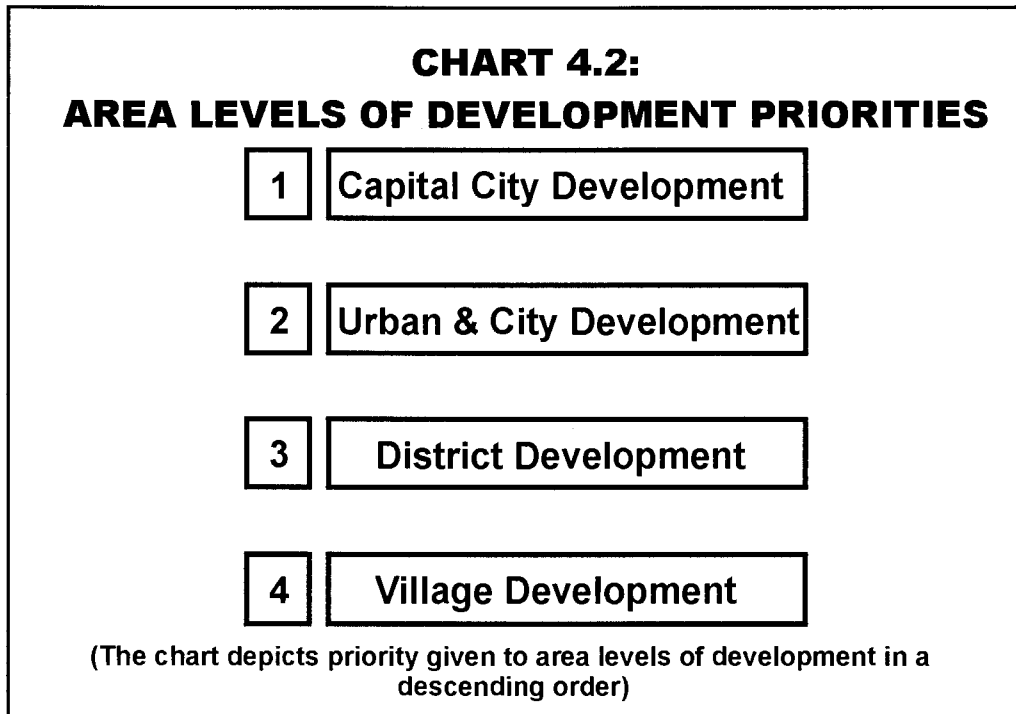 CHART 4.2:
AREA LEVELS OF DEVELOPMENT PRIORITIES
1 Capital City Development
2 Urban & City Development
3 District Development
4 Village Development
(The chart depicts priority given to area levels of development in a
descending order)